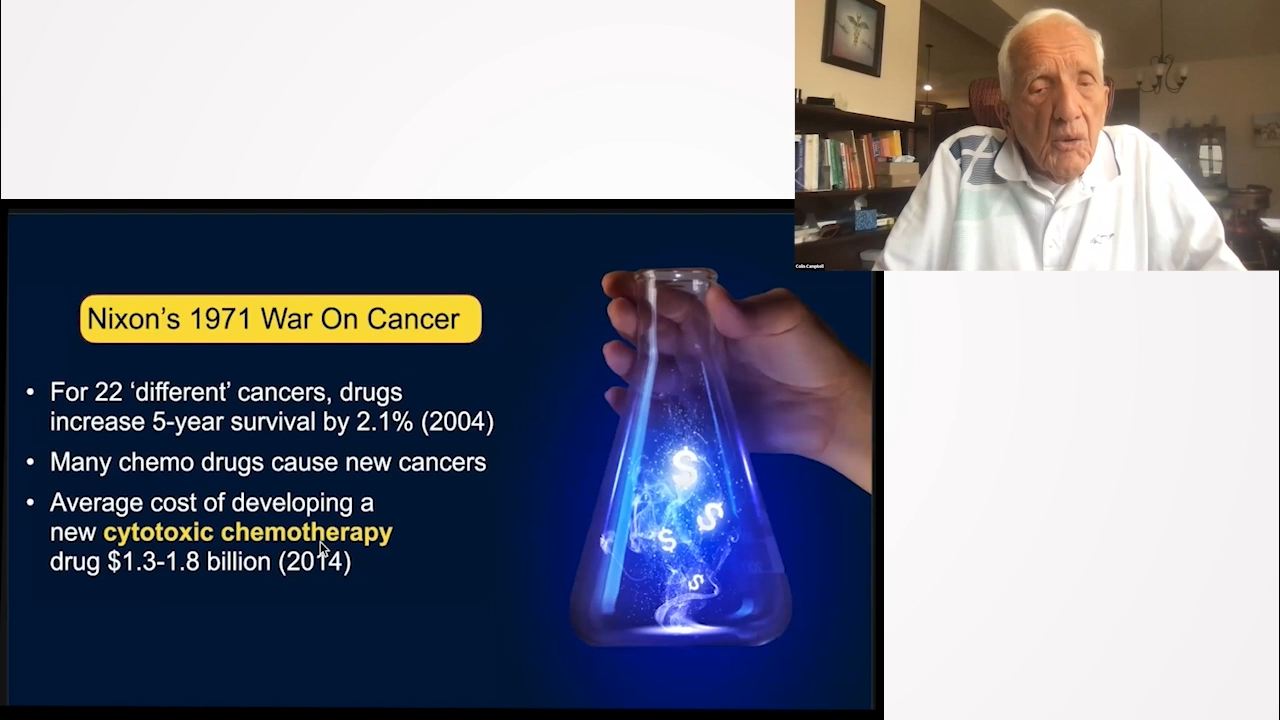 Colin Campbell
Nixon's 1971 War On Cancer
• For 22 ‘different’ cancers, drugs
increase 5-year survival by 2.1% (2004)
• Many chemo drugs cause new cancers
• Average cost of developing a
new cytotoxic chemotherapy
drug $1.3-1.8 billion (2014)
$
$
$
$